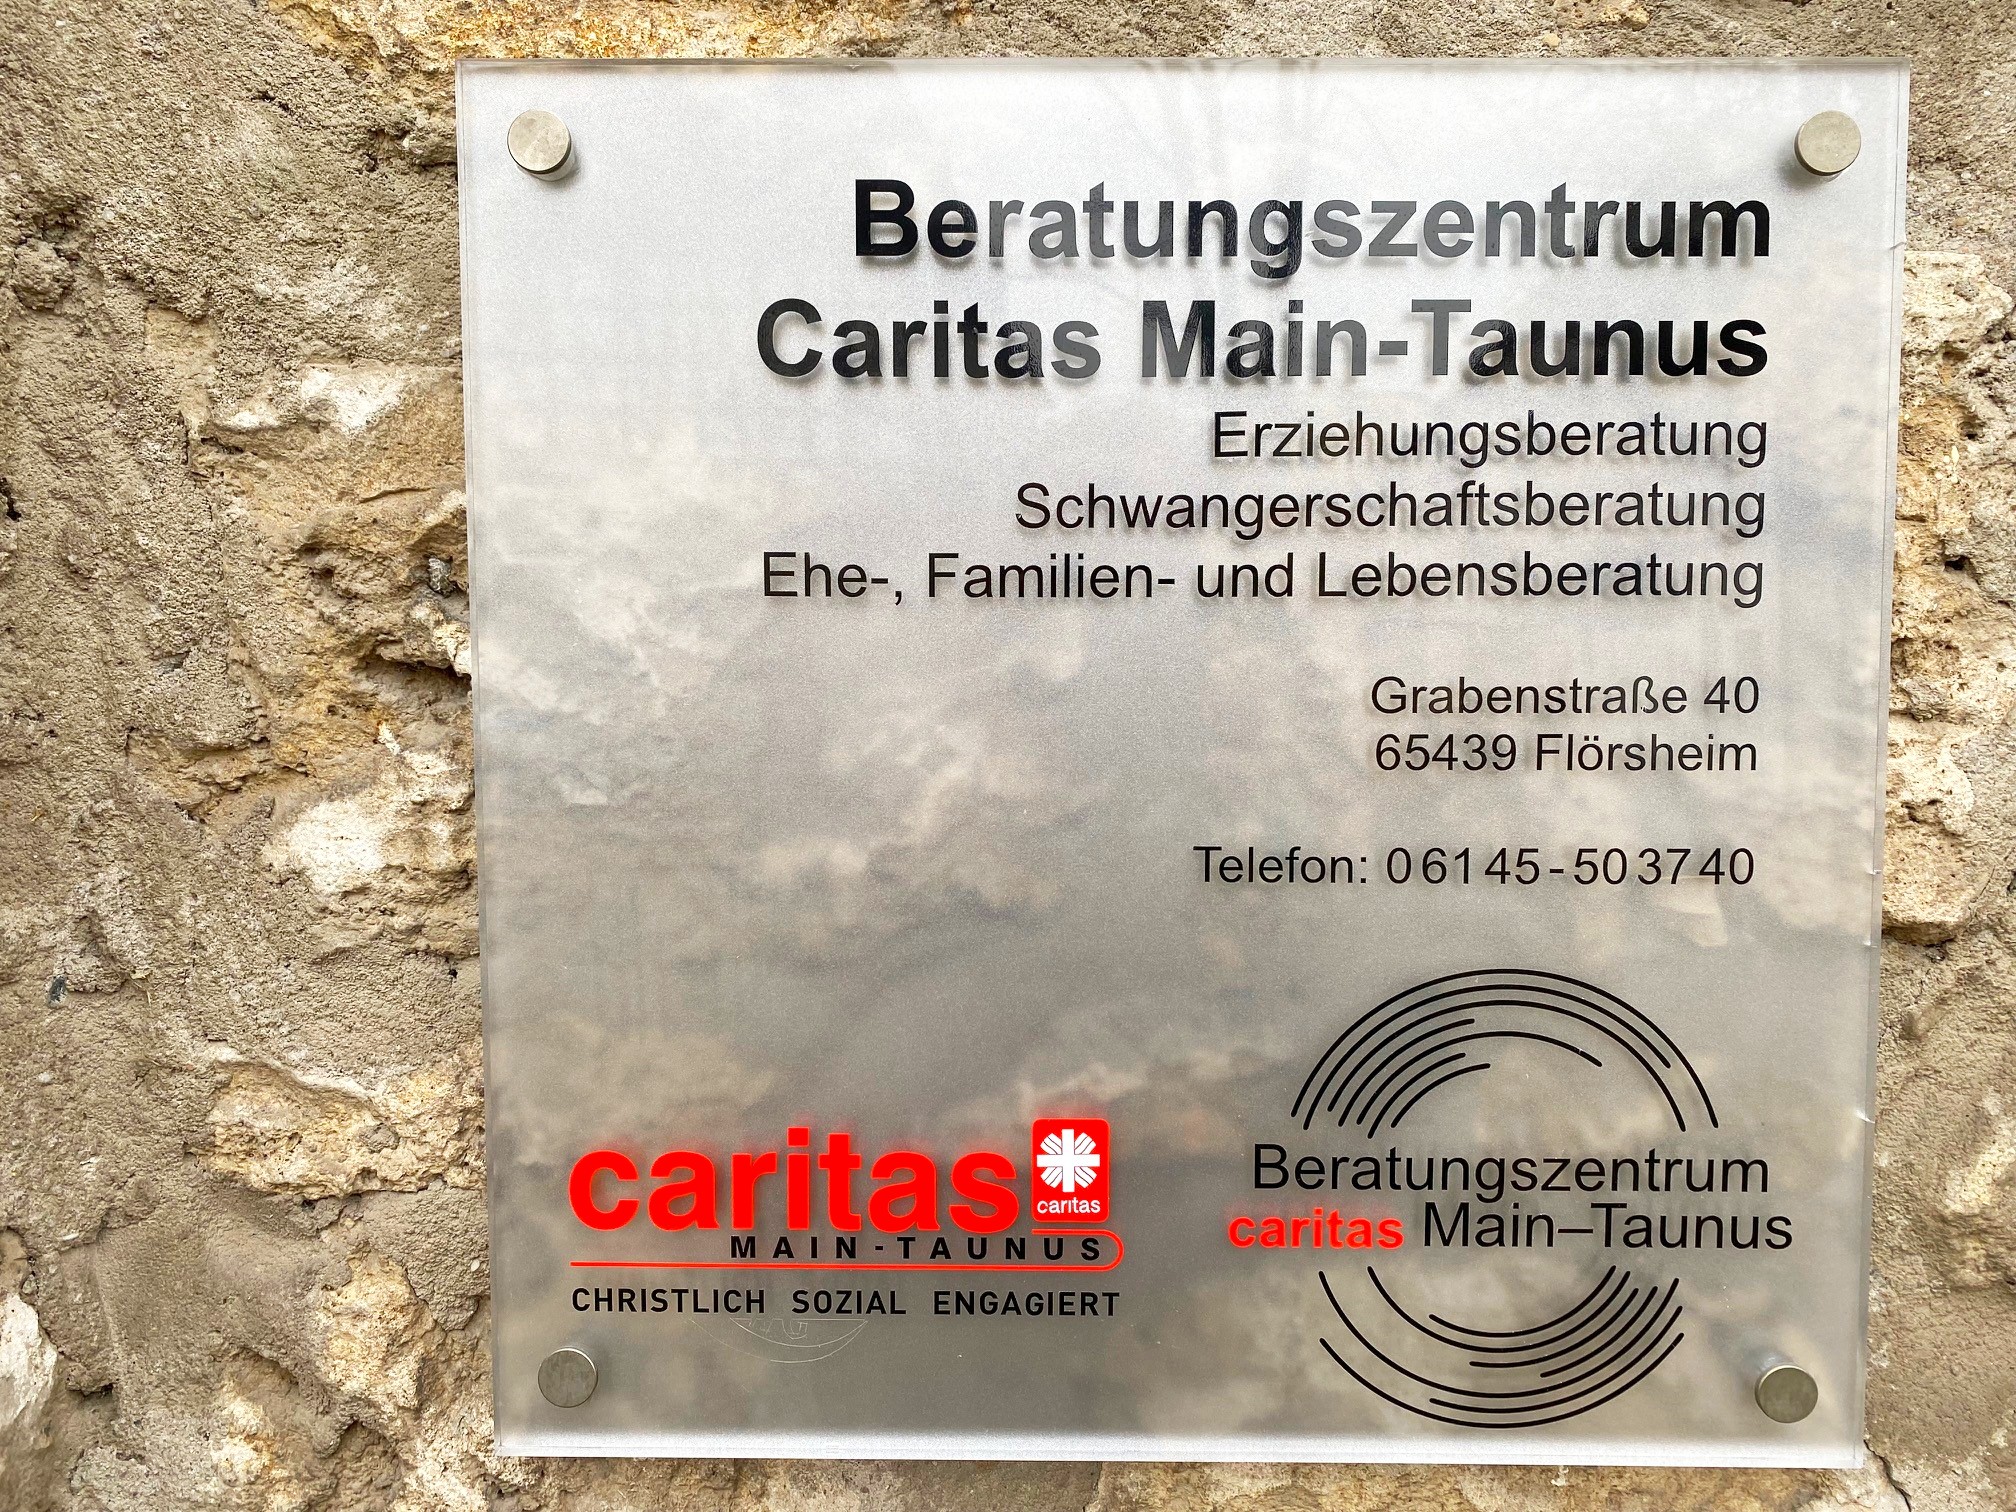 Beratungszentrum
Caritas Main-Taunus
Erziehungsberatung
Schwangerschaftsberatung
Ehe-, Familien- und Lebensberatung
Grabenstraße 40
65439 Flörsheim
Telefon: 06145-503740
caritas
caritas
MAIN-TAUNUS
CHRISTLICH SOZIAL ENGAGIERT
Beratungszentrum
caritas Main–Taunus